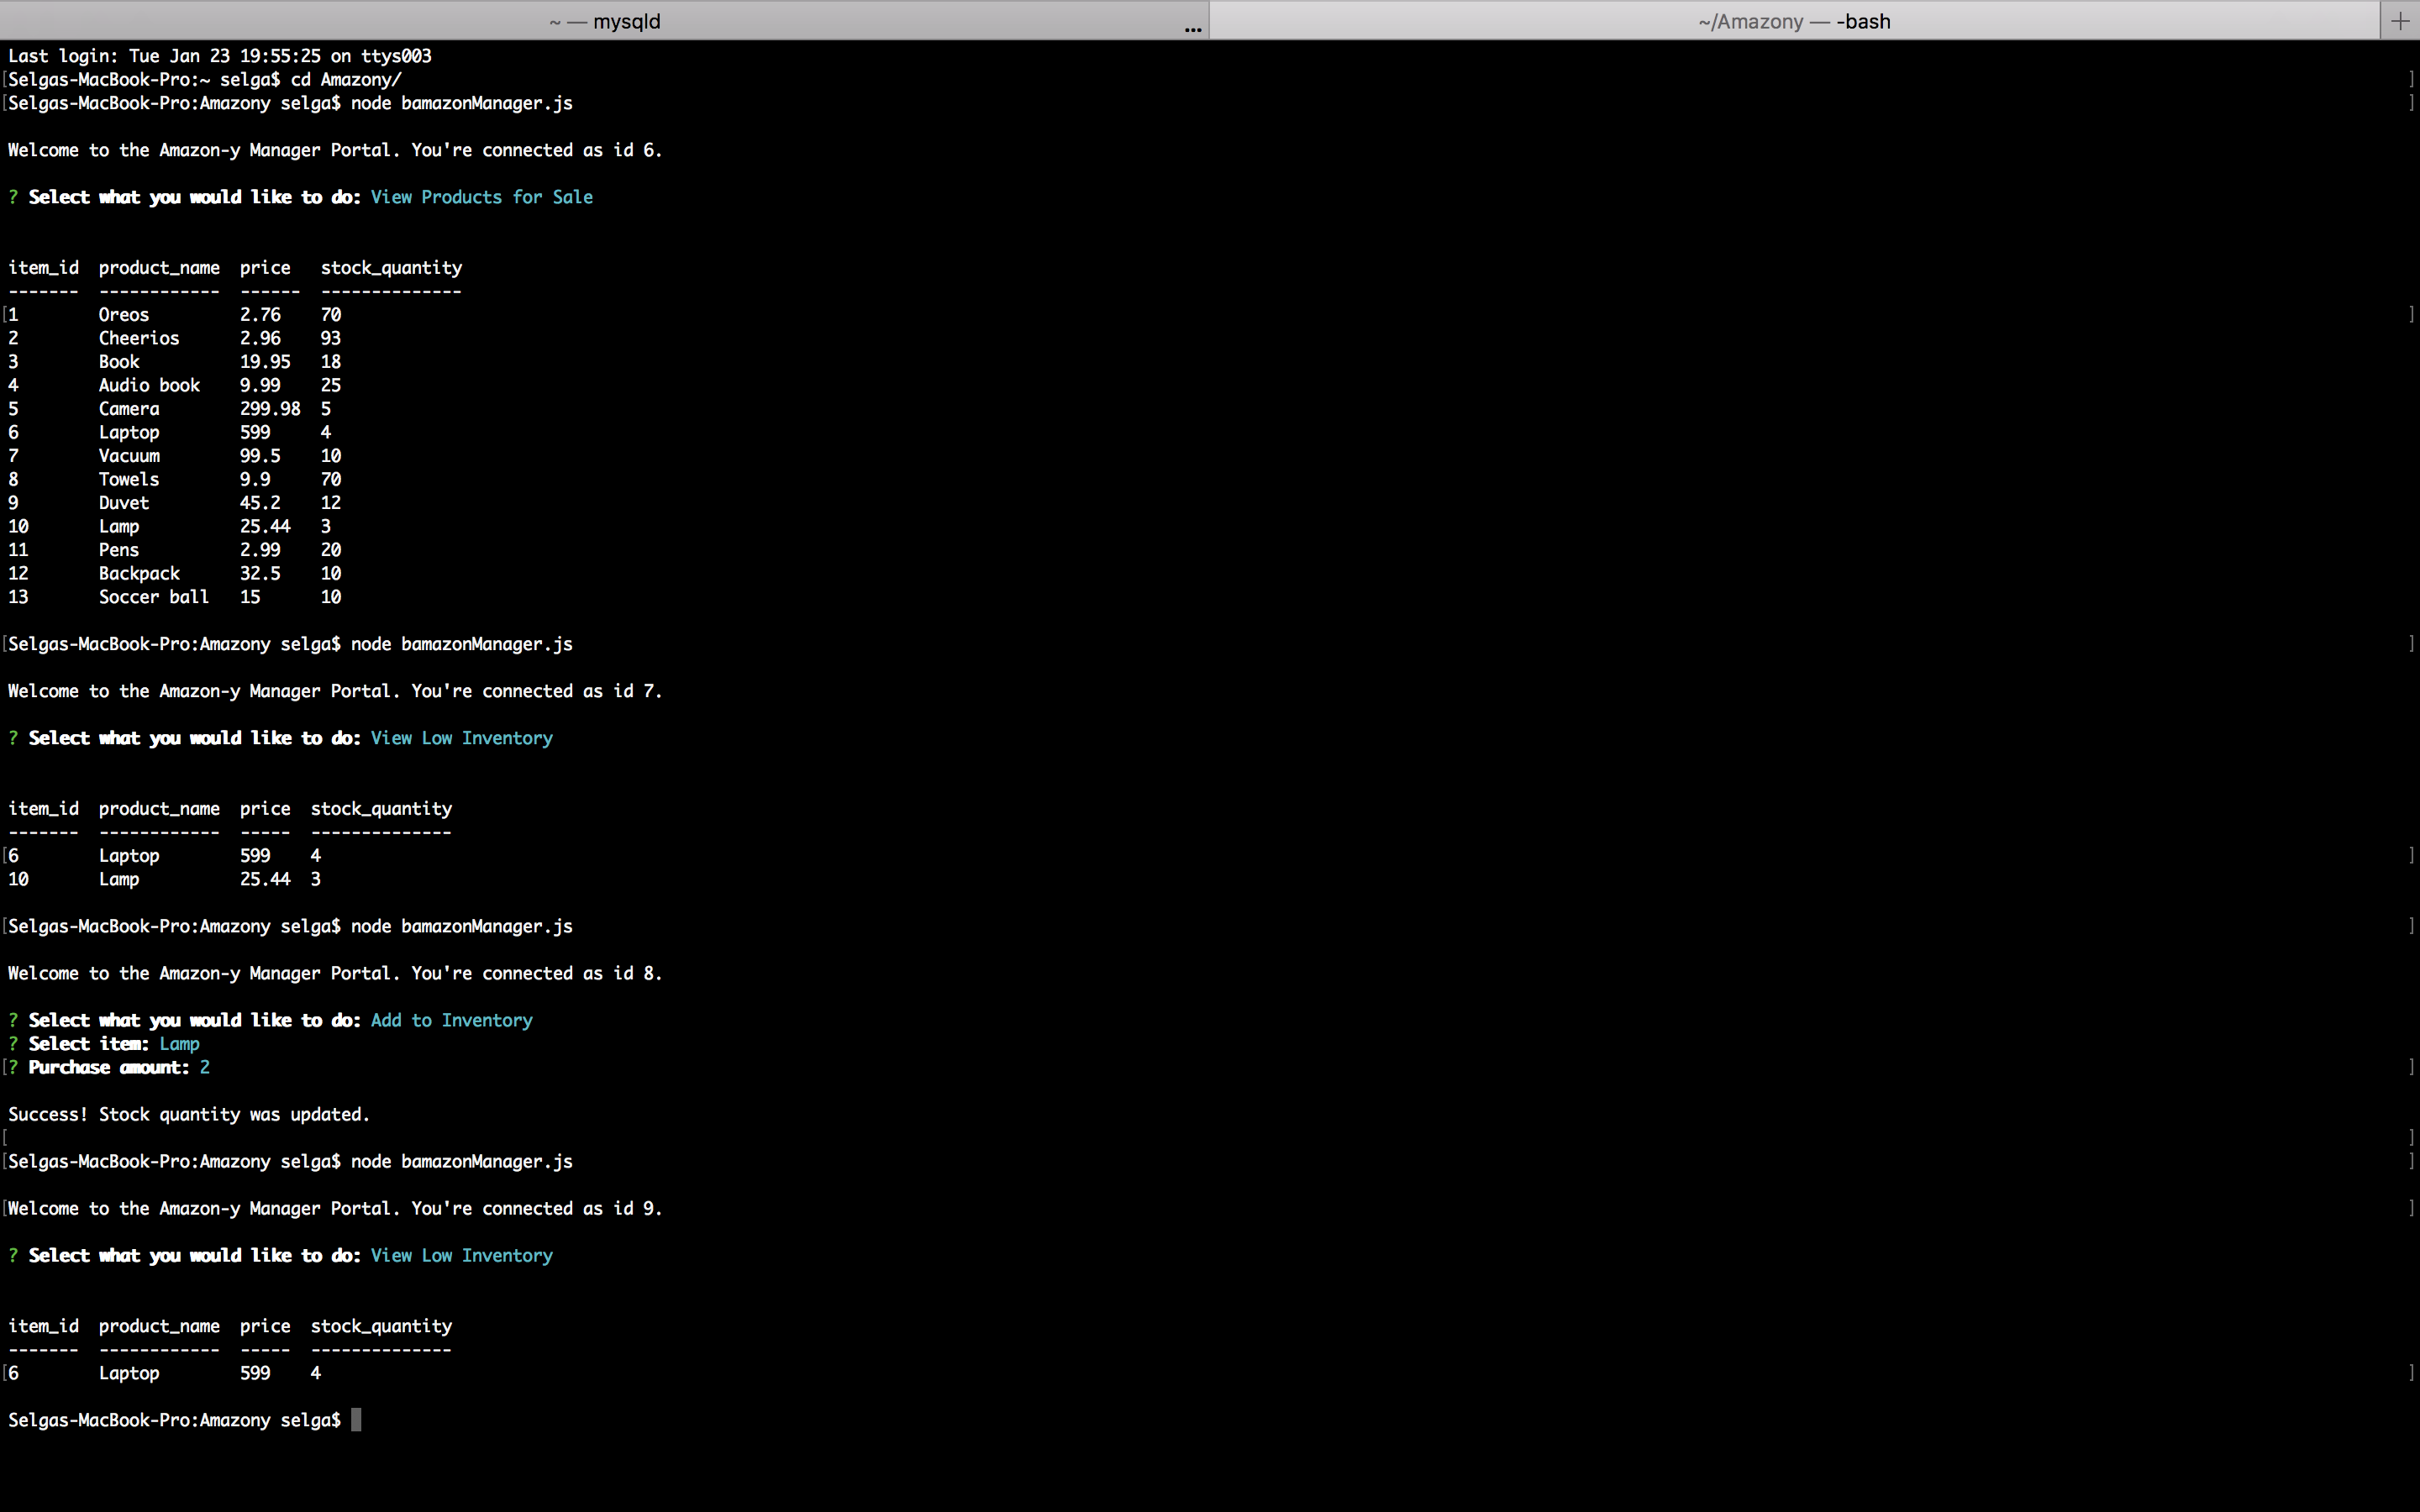 ~ — mysqld ... ~/Amazony — -bash +
Last login: Tue Jan 23 19:55:25 on ttys003
[Selgas-MacBook-Pro:~ selga$ cd Amazony/ ]
[Selgas-MacBook-Pro:Amazony selga$ node bamazonManager.js ]
Welcome to the Amazon-y Manager Portal. You're connected as id 6.
? Select what you would like to do: View Products for Sale
item_id  product_name  price   stock_quantity
-------  ------------  ------  --------------
[1        Oreos         2.76    70 ]
2        Cheerios      2.96    93
3        Book          19.95   18
4        Audio book    9.99    25
5        Camera        299.98  5
6        Laptop        599     4
7        Vacuum        99.5    10
8        Towels        9.9     70
9        Duvet         45.2    12
10       Lamp          25.44   3
11       Pens          2.99    20
12       Backpack      32.5    10
13       Soccer ball   15      10
[Selgas-MacBook-Pro:Amazony selga$ node bamazonManager.js ]
Welcome to the Amazon-y Manager Portal. You're connected as id 7.
? Select what you would like to do: View Low Inventory
item_id  product_name  price  stock_quantity
-------  ------------  -----  --------------
[6        Laptop        599    4 ]
10       Lamp          25.44  3
[Selgas-MacBook-Pro:Amazony selga$ node bamazonManager.js ]
Welcome to the Amazon-y Manager Portal. You're connected as id 8.
? Select what you would like to do: Add to Inventory
? Select item: Lamp
[? Purchase amount: 2 ]
Success! Stock quantity was updated.
[ ]
[Selgas-MacBook-Pro:Amazony selga$ node bamazonManager.js ]
[Welcome to the Amazon-y Manager Portal. You're connected as id 9. ]
? Select what you would like to do: View Low Inventory
item_id  product_name  price  stock_quantity
-------  ------------  -----  --------------
[6        Laptop        599    4 ]
Selgas-MacBook-Pro:Amazony selga$